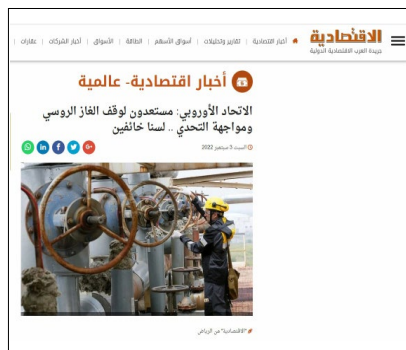 الاقتصادية
جريدة العرب الاقتصادية الدولية
أخبار اقتصادية | تقارير وتحليلات | أسواق الأسهم | الطاقة | الأسواق | أخبار الشركات | عقارات
أخبار اقتصادية- عالمية
الاتحاد الأوروبي: مستعدون لوقف الغاز الروسي
ومواجهة التحدي .. لسنا خائفين
السبت 3 سبتمبر 2022
"الاقتصادية" من الرياض